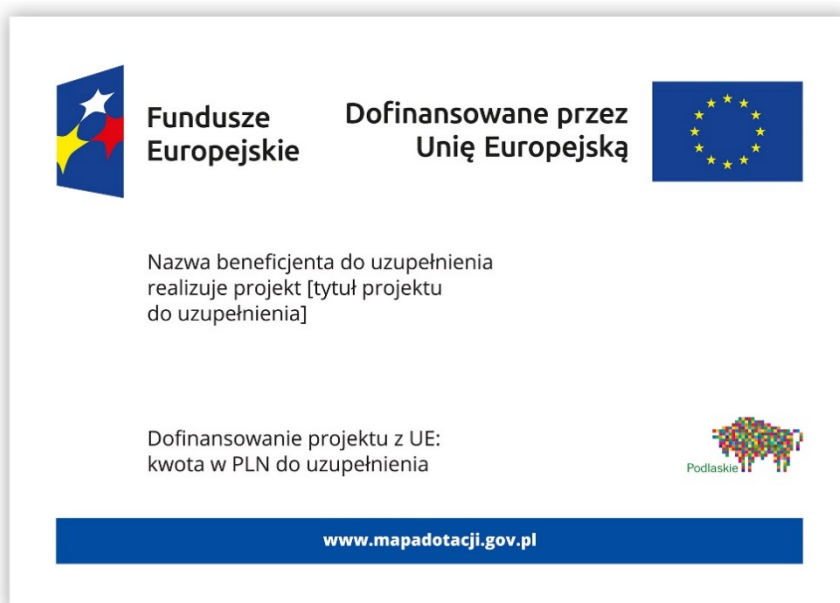 Fundusze
Europejskie
Dofinansowane przez
Unię Europejską
Nazwa beneficjenta do uzupełnienia
realizuje projekt [tytuł projektu
do uzupełnienia]
Dofinansowanie projektu z UE:
kwota w PLN do uzupełnienia
Podlaskie
www.mapadotacji.gov.pl